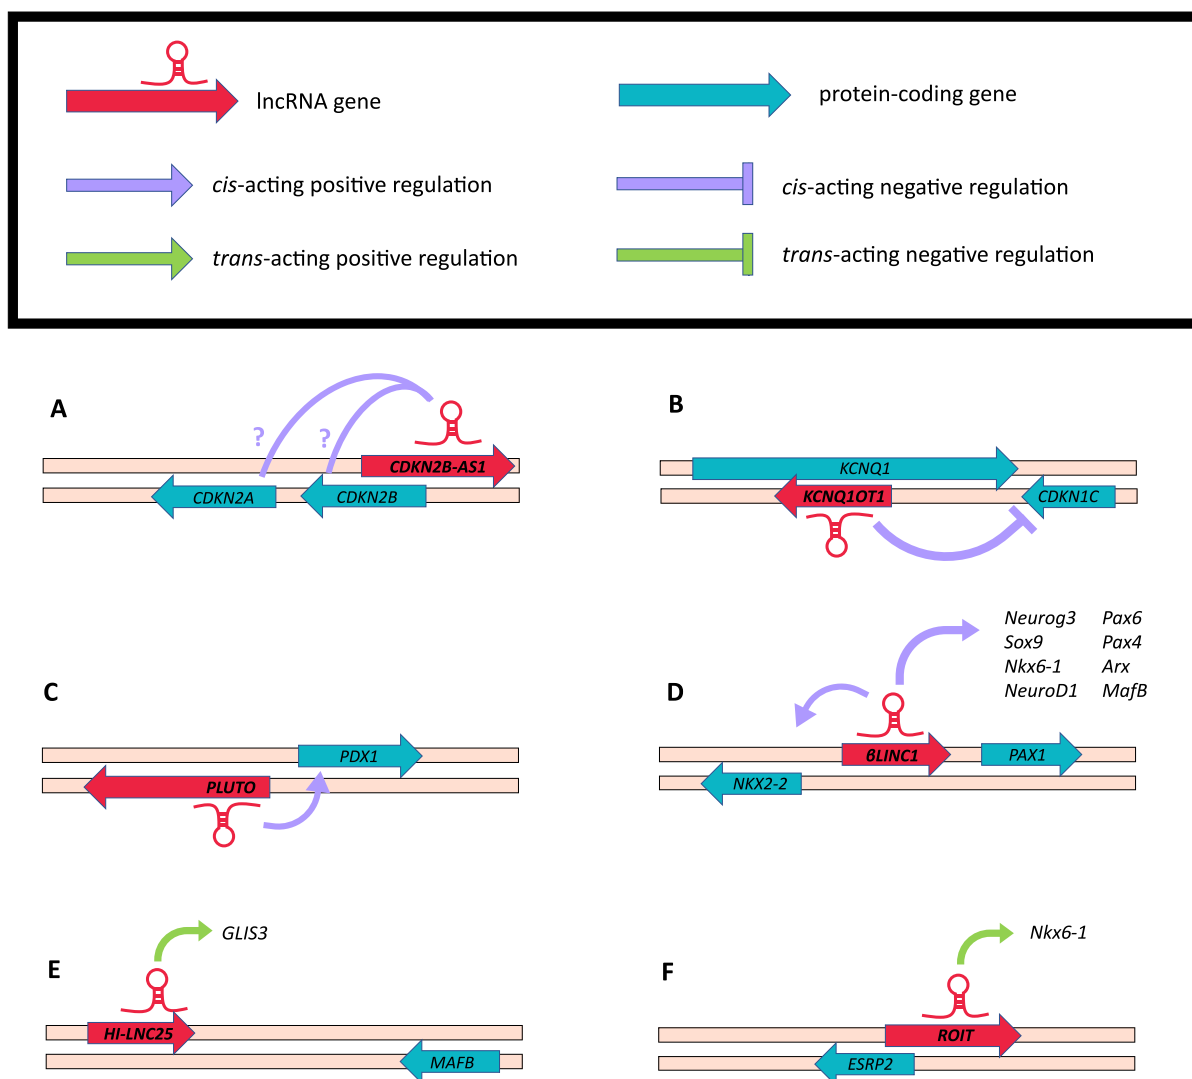 lncRNA gene
protein-coding gene
cis-acting positive regulation
cis-acting negative regulation
trans-acting positive regulation
trans-acting negative regulation
A
?
?
CDKN2B-AS1
CDKN2A
CDKN2B
B
KCNQ1
KCNQ1OT1
CDKN1C
C
PDX1
PLUTO
D
Neurog3 Pax6
Sox9 Pax4
Nkx6-1 Arx
NeuroD1 MafB
βLINC1
PAX1
NKX2-2
E
GLIS3
HI-LNC25
MAFB
F
Nkx6-1
ROIT
ESRP2